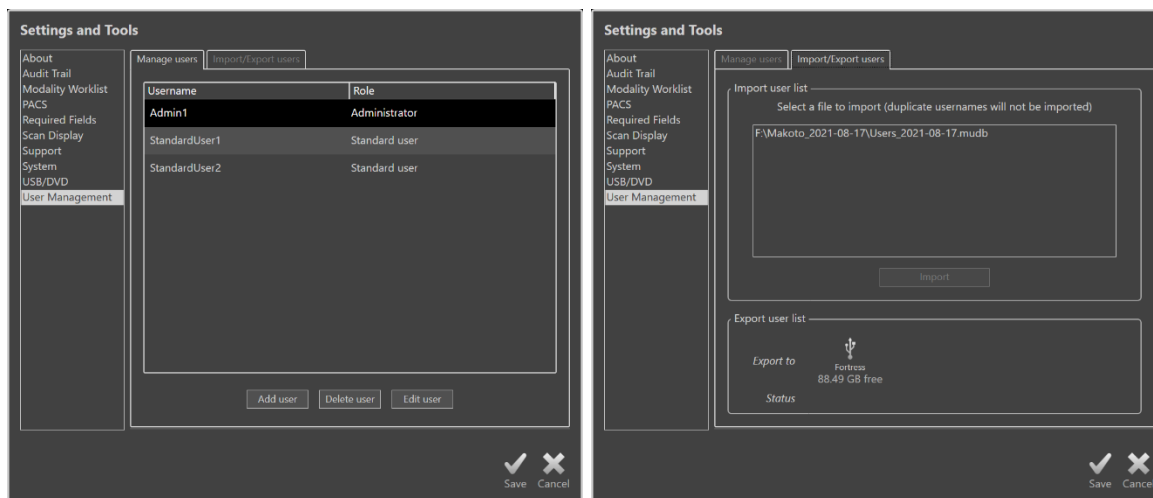 Settings and Tools
About
Audit Trail
Modality Worklist
PACS
Required Fields
Scan Display
Support
System
USB/DVD
User Management
Manage users
Import/Export users
Username Role
Admin1 Administrator
StandardUser1 Standard user
StandardUser2 Standard user
Add user Delete user Edit user
Save Cancel
Settings and Tools
About
Audit Trail
Modality Worklist
PACS
Required Fields
Scan Display
Support
System
USB/DVD
User Management
Manage users
Import/Export users
Import user list
Select a file to import (duplicate usernames will not be imported)
F:\Makoto_2021-08-17\Users_2021-08-17.mudb
Import
Export user list
Export to
Fortress
88.49 GB free
Status
Save Cancel